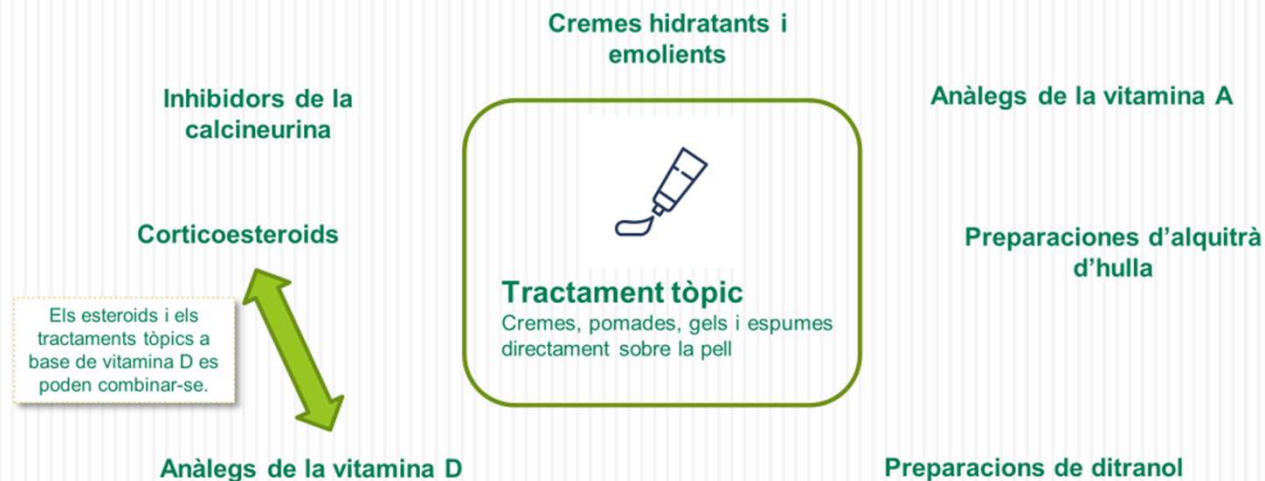 Cremes hidratants i
emolients
Inhibidors de la
calcineurina
Anàlegs de la vitamina A
Corticoesteroids
Preparaciones d’alquitrà
d’hulla
Tractament tòpic
Cremes, pomades, gels i espumes
directament sobre la pell
Els esteroids i els
tractaments tòpics a
base de vitamina D es
poden combinar-se.
Anàlegs de la vitamina D
Preparacions de ditranol